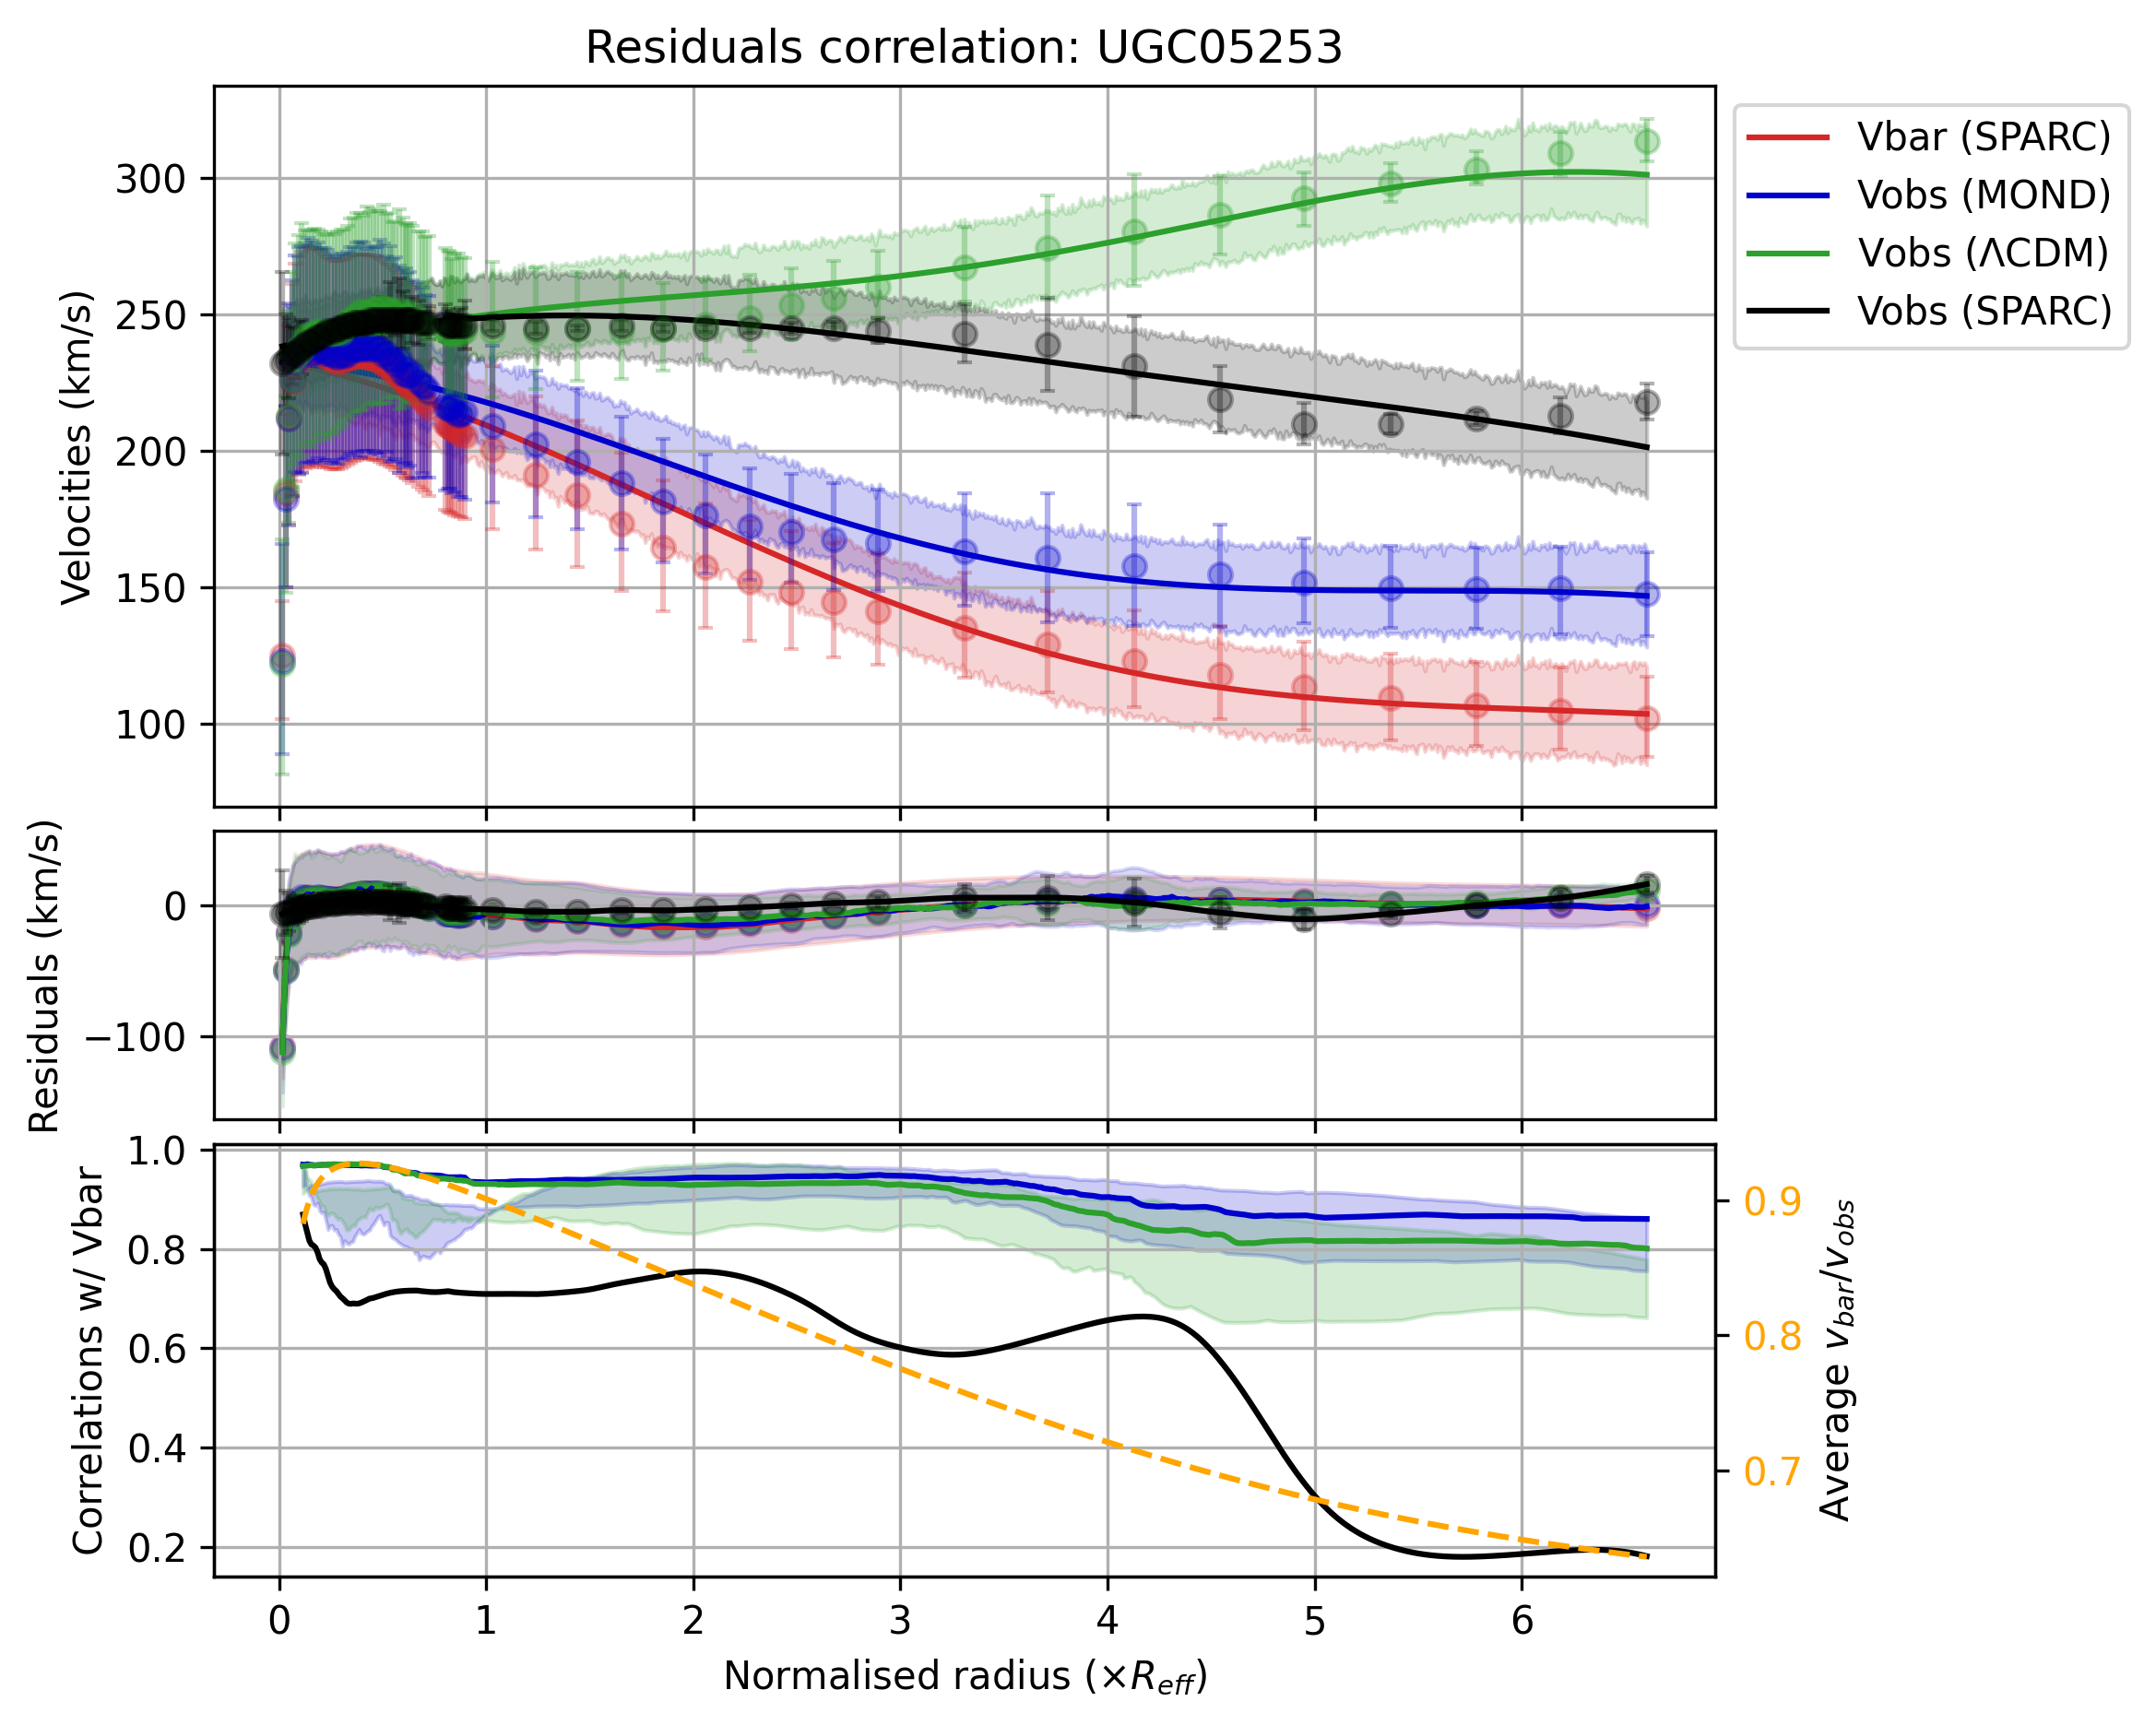 Residuals correlation: UGC05253
Velocities (km/s)
300
250
200
150
100
Vbar (SPARC)
Vobs (MOND)
Vobs (ΛCDM)
Vobs (SPARC)
Residuals (km/s)
0
−100
Correlations w/ Vbar
1.0
0.8
0.6
0.4
0.2
0.9
0.8
0.7
Average v_bar/v_obs
0 1 2 3 4 5 6
Normalised radius (×R_eff)